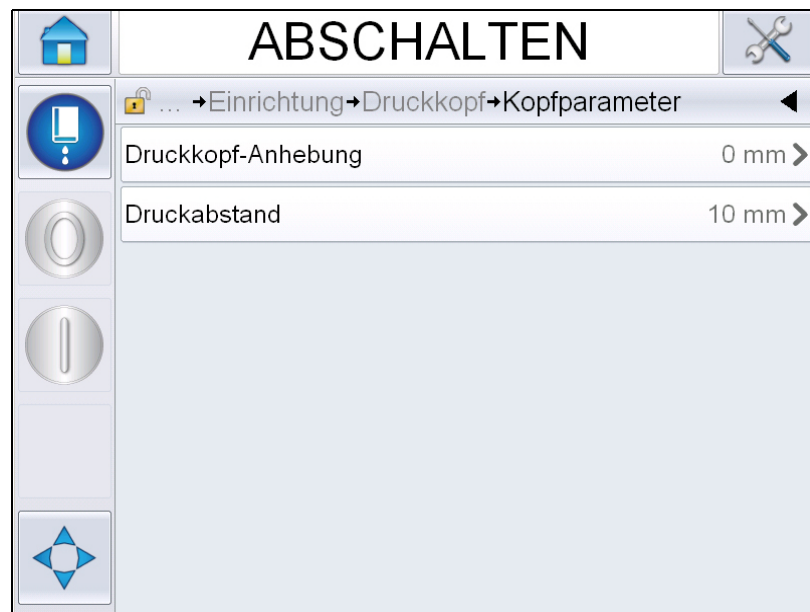 ABSCHALTEN
... →Einrichtung→Druckkopf→Kopfparameter
Druckkopf-Anhebung 0 mm
Druckabstand 10 mm